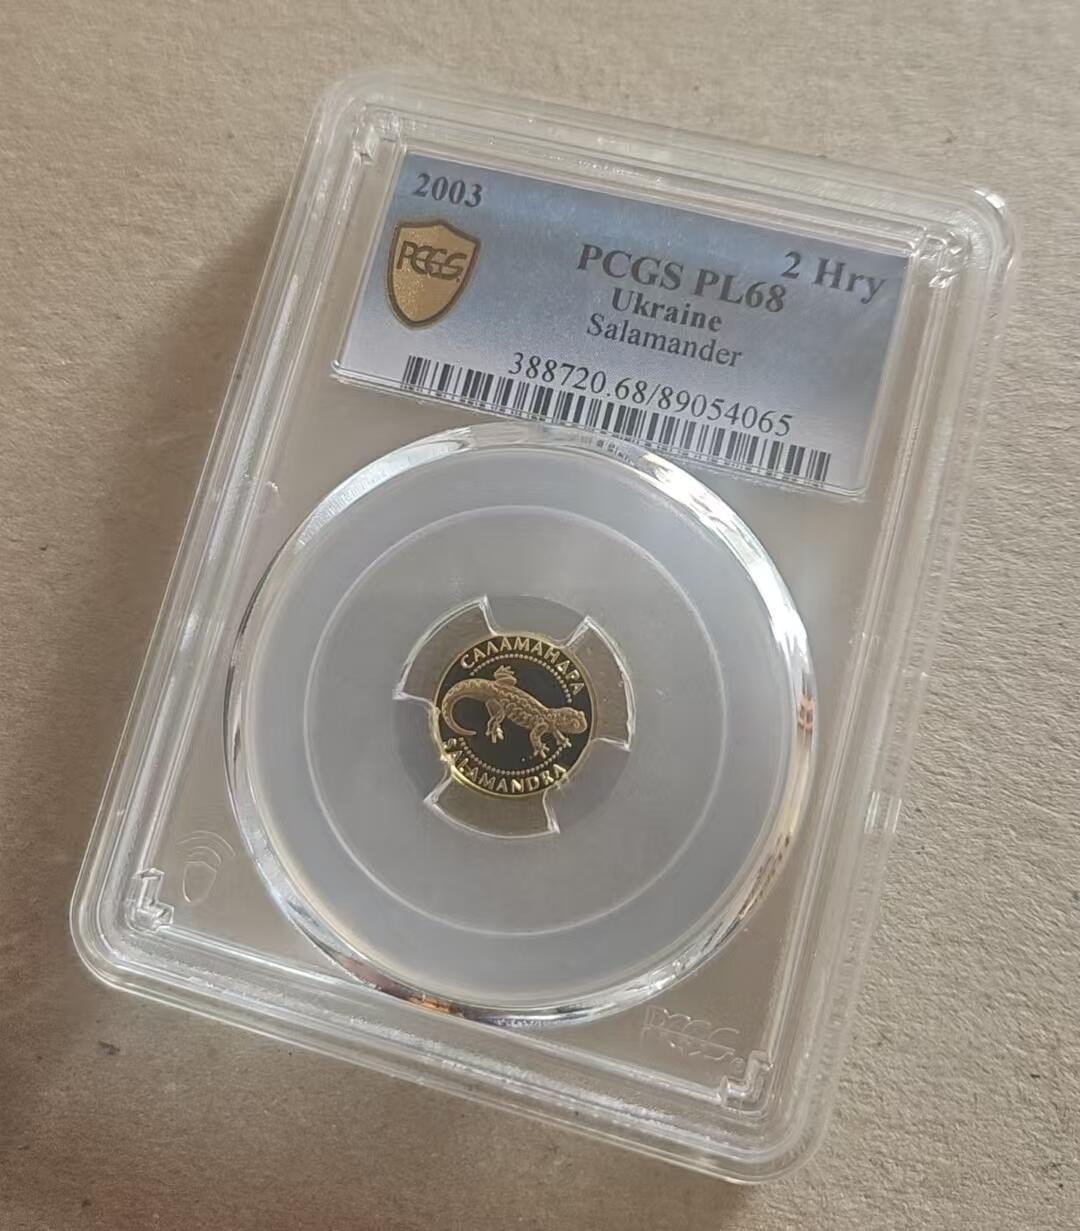 2003
2 Hry
PCGS
PCGS PL68
Ukraine
Salamander
388720.68/89054065
САЛАМАНДРА
SALAMANDRA
PCGS